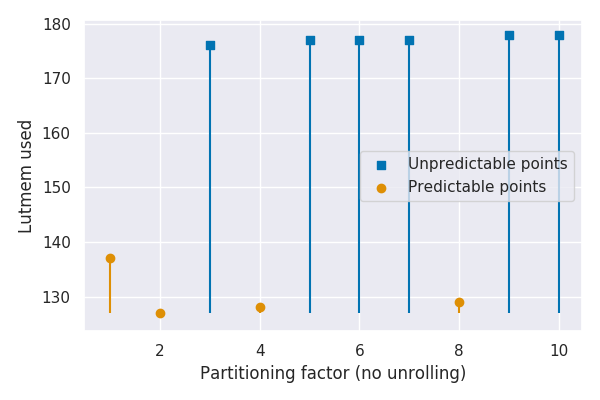 180
170
160
150
140
130
Lutmem used
Unpredictable points
Predictable points
2 4 6 8 10
Partitioning factor (no unrolling)